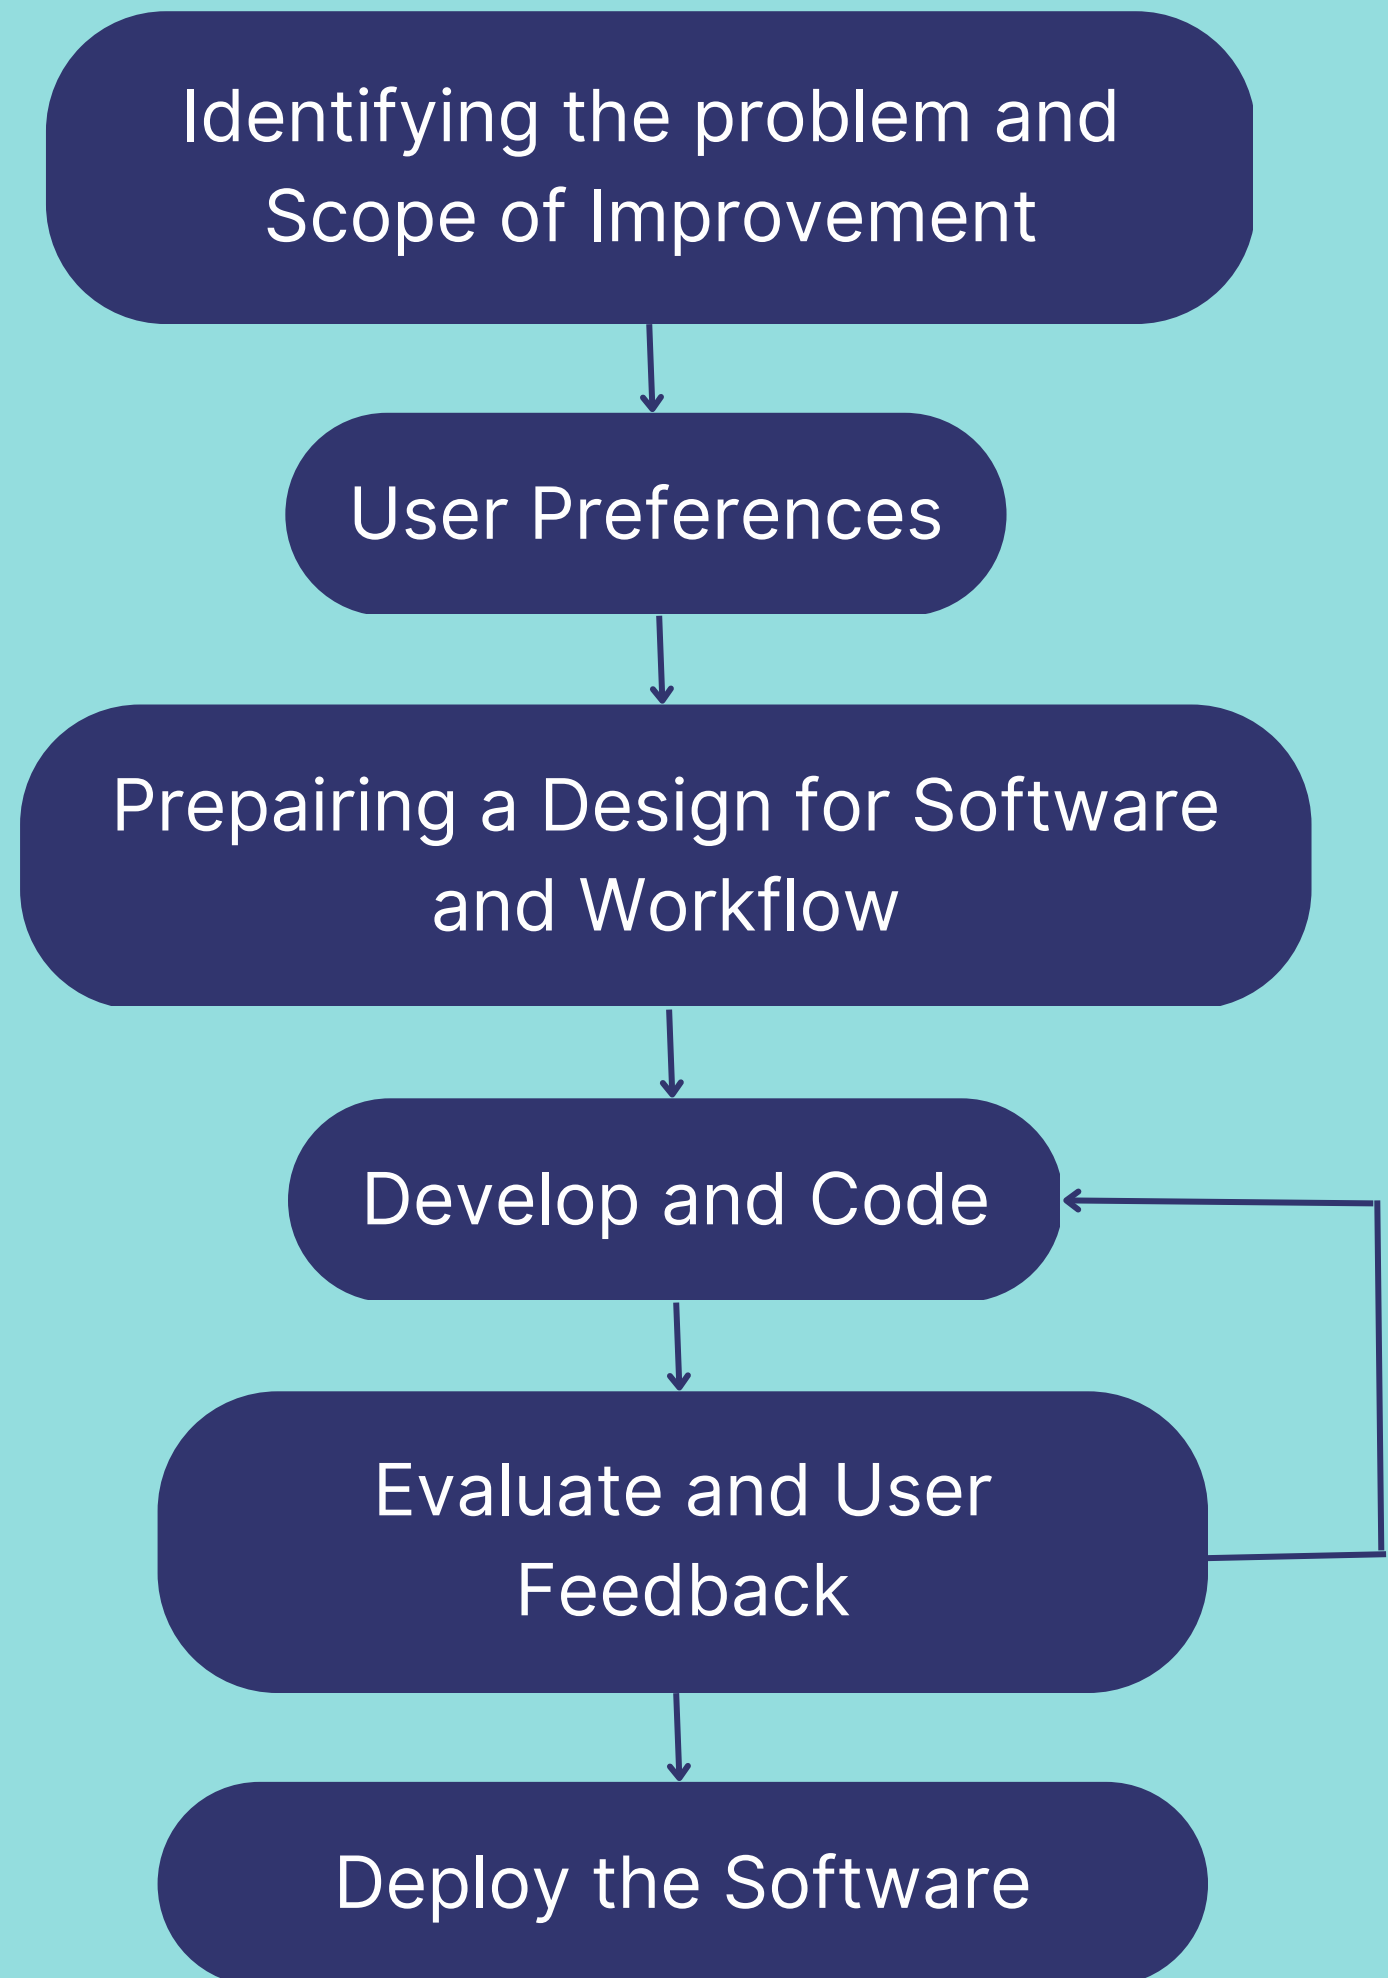 Identifying the problem and
Scope of Improvement
User Preferences
Prepairing a Design for Software
and Workflow
Develop and Code
Evaluate and User
Feedback
Deploy the Software